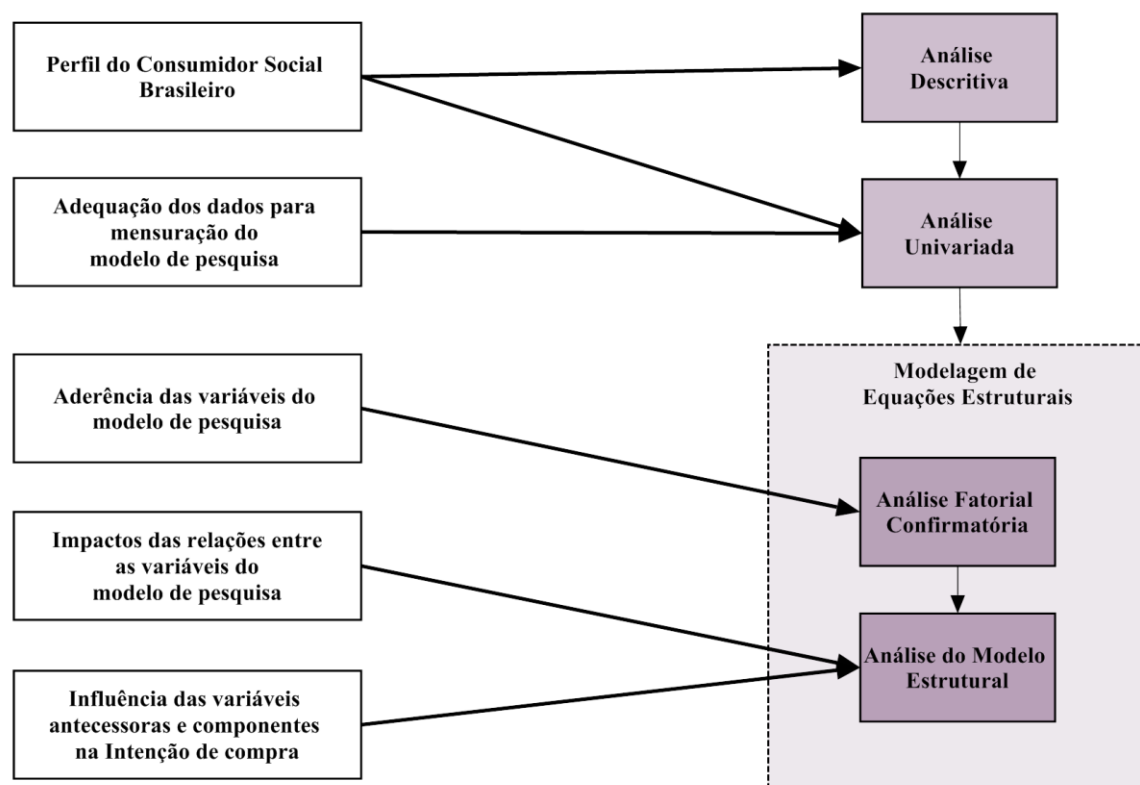 Perfil do Consumidor Social
Brasileiro
Análise
Descritiva
Adequação dos dados para
mensuração do
modelo de pesquisa
Análise
Univariada
Aderência das variáveis do
modelo de pesquisa
Modelagem de
Equações Estruturais
Análise Fatorial
Confirmatória
Impactos das relações entre
as variáveis do
modelo de pesquisa
Análise do Modelo
Estrutural
Influência das variáveis
antecessoras e componentes
na Intenção de compra